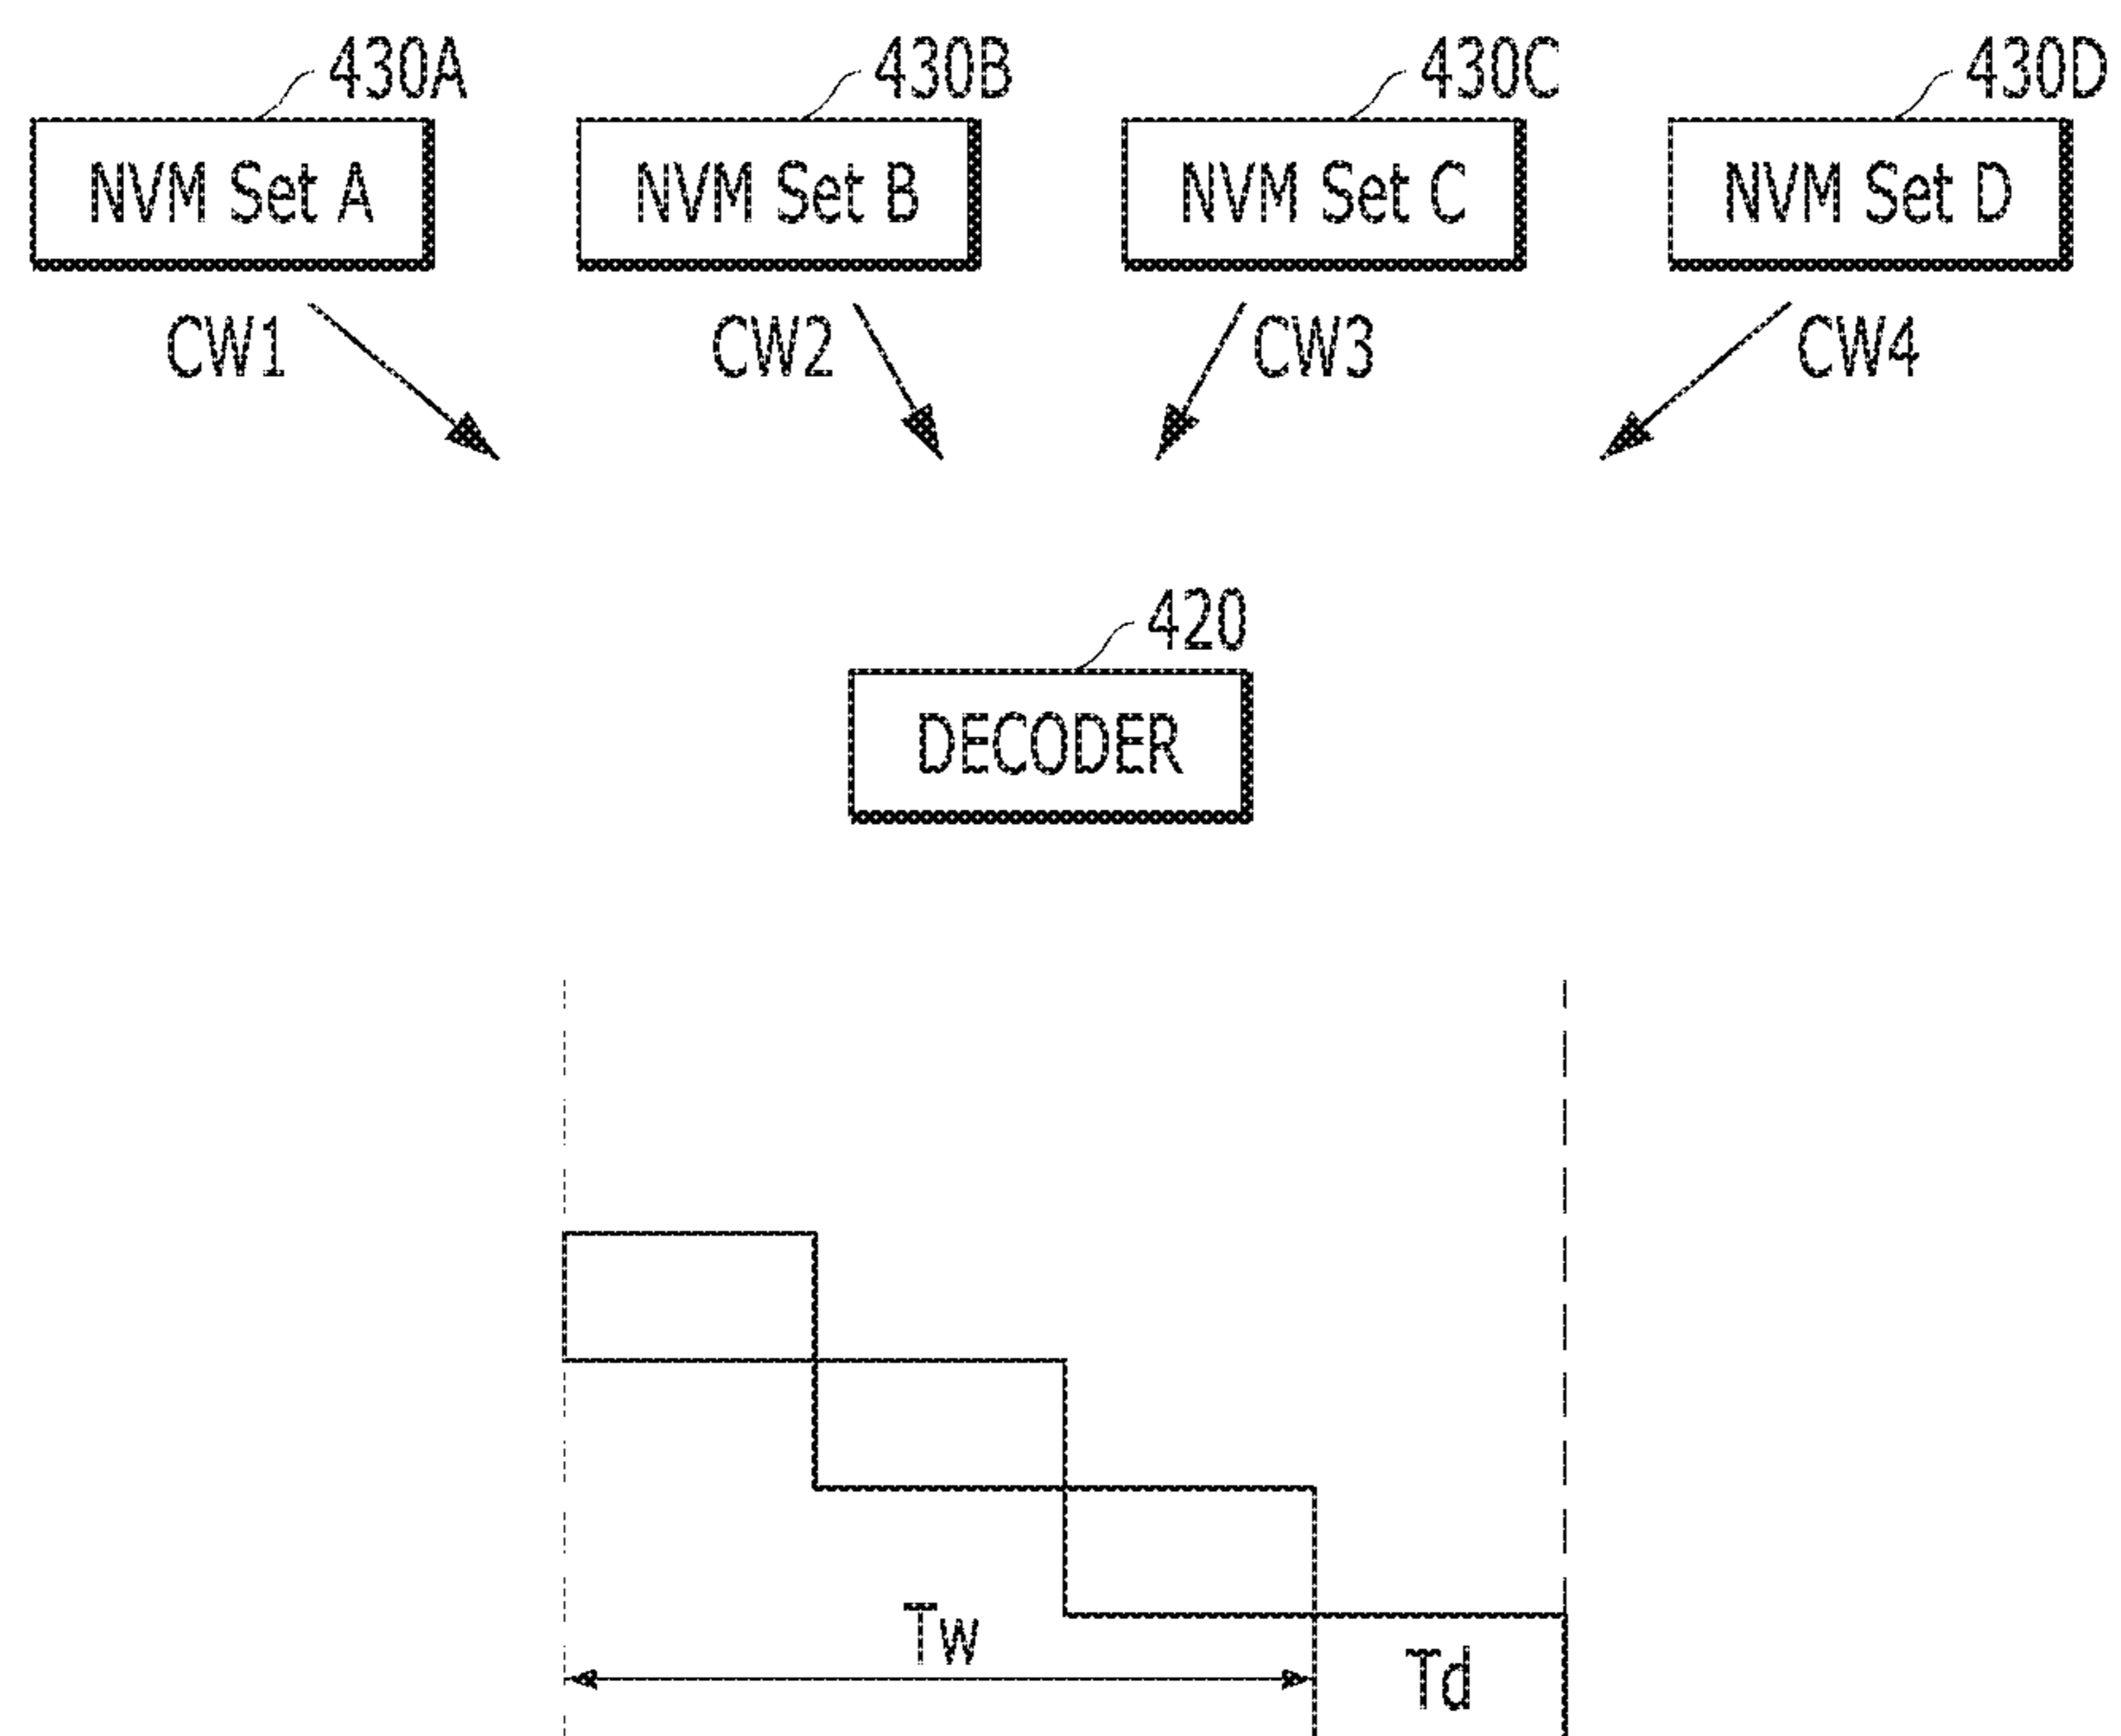 430A
430B
430C
430D
NVM Set A
NVM Set B
NVM Set C
NVM Set D
CW1
CW2
CW3
CW4
420
DECODER
Tw
Td